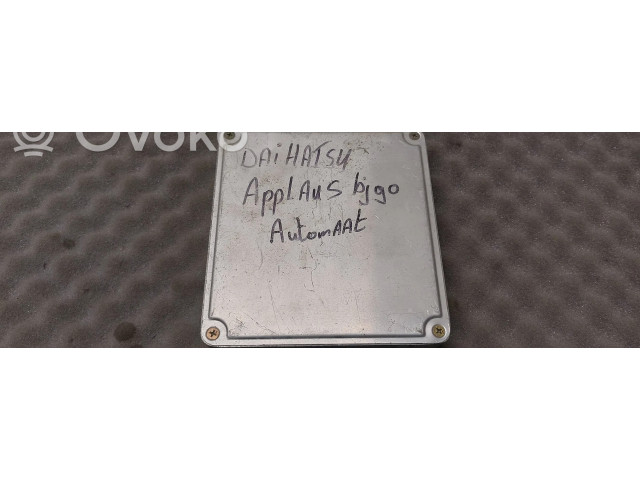 Ovoko
DAiHATSU
ApplAuS bj90
AutomAAt